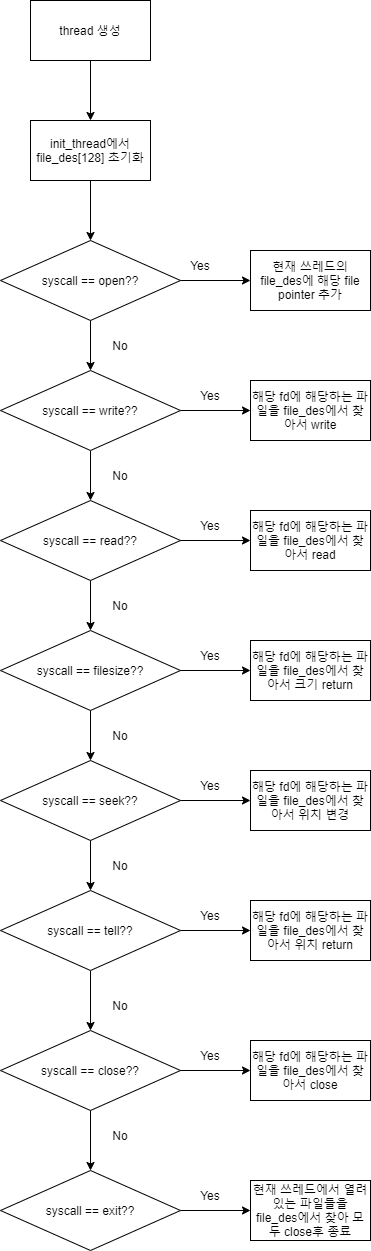 thread 생성
init_thread에서
file_des[128] 초기화
syscall == open??
Yes
현재 쓰레드의
file_des에 해당 file
pointer 추가
No
syscall == write??
Yes
해당 fd에 해당하는 파
일을 file_des에서 찾
아서 write
No
syscall == read??
Yes
해당 fd에 해당하는 파
일을 file_des에서 찾
아서 read
No
syscall == filesize??
Yes
해당 fd에 해당하는 파
일을 file_des에서 찾
아서 크기 return
No
syscall == seek??
Yes
해당 fd에 해당하는 파
일을 file_des에서 찾
아서 위치 변경
No
syscall == tell??
Yes
해당 fd에 해당하는 파
일을 file_des에서 찾
아서 위치 return
No
syscall == close??
Yes
해당 fd에 해당하는 파
일을 file_des에서 찾
아서 close
No
syscall == exit??
Yes
현재 쓰레드에서 열려
있는 파일들을
file_des에서 찾아 모
두 close후 종료